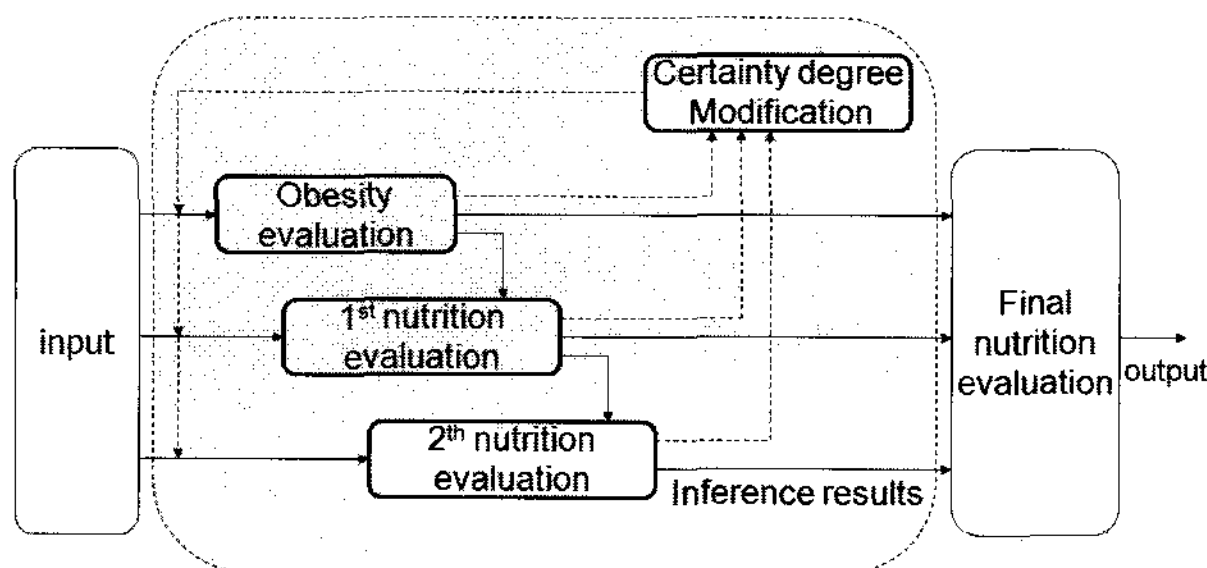 Certainty degree
Modification
Obesity
evaluation
1st nutrition
evaluation
input
Final
nutrition
evaluation
output
2th nutrition
evaluation
Inference results